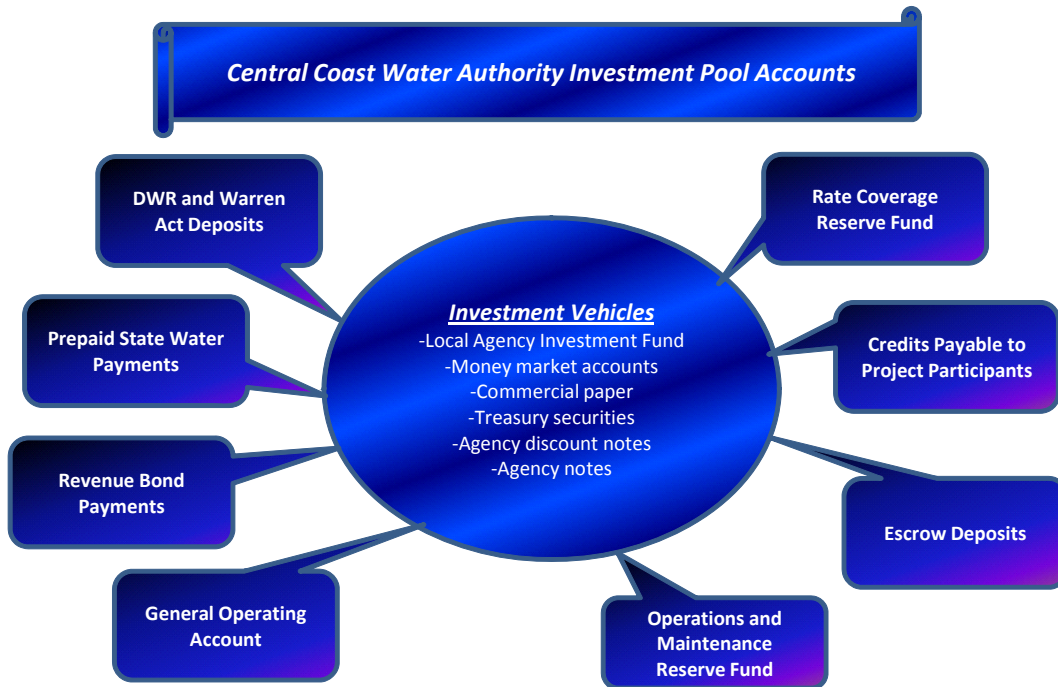 Central Coast Water Authority Investment Pool Accounts
DWR and Warren
Act Deposits
Rate Coverage
Reserve Fund
Prepaid State Water
Payments
Investment Vehicles
-Local Agency Investment Fund
-Money market accounts
-Commercial paper
-Treasury securities
-Agency discount notes
-Agency notes
Credits Payable to
Project Participants
Revenue Bond
Payments
Escrow Deposits
General Operating
Account
Operations and
Maintenance
Reserve Fund